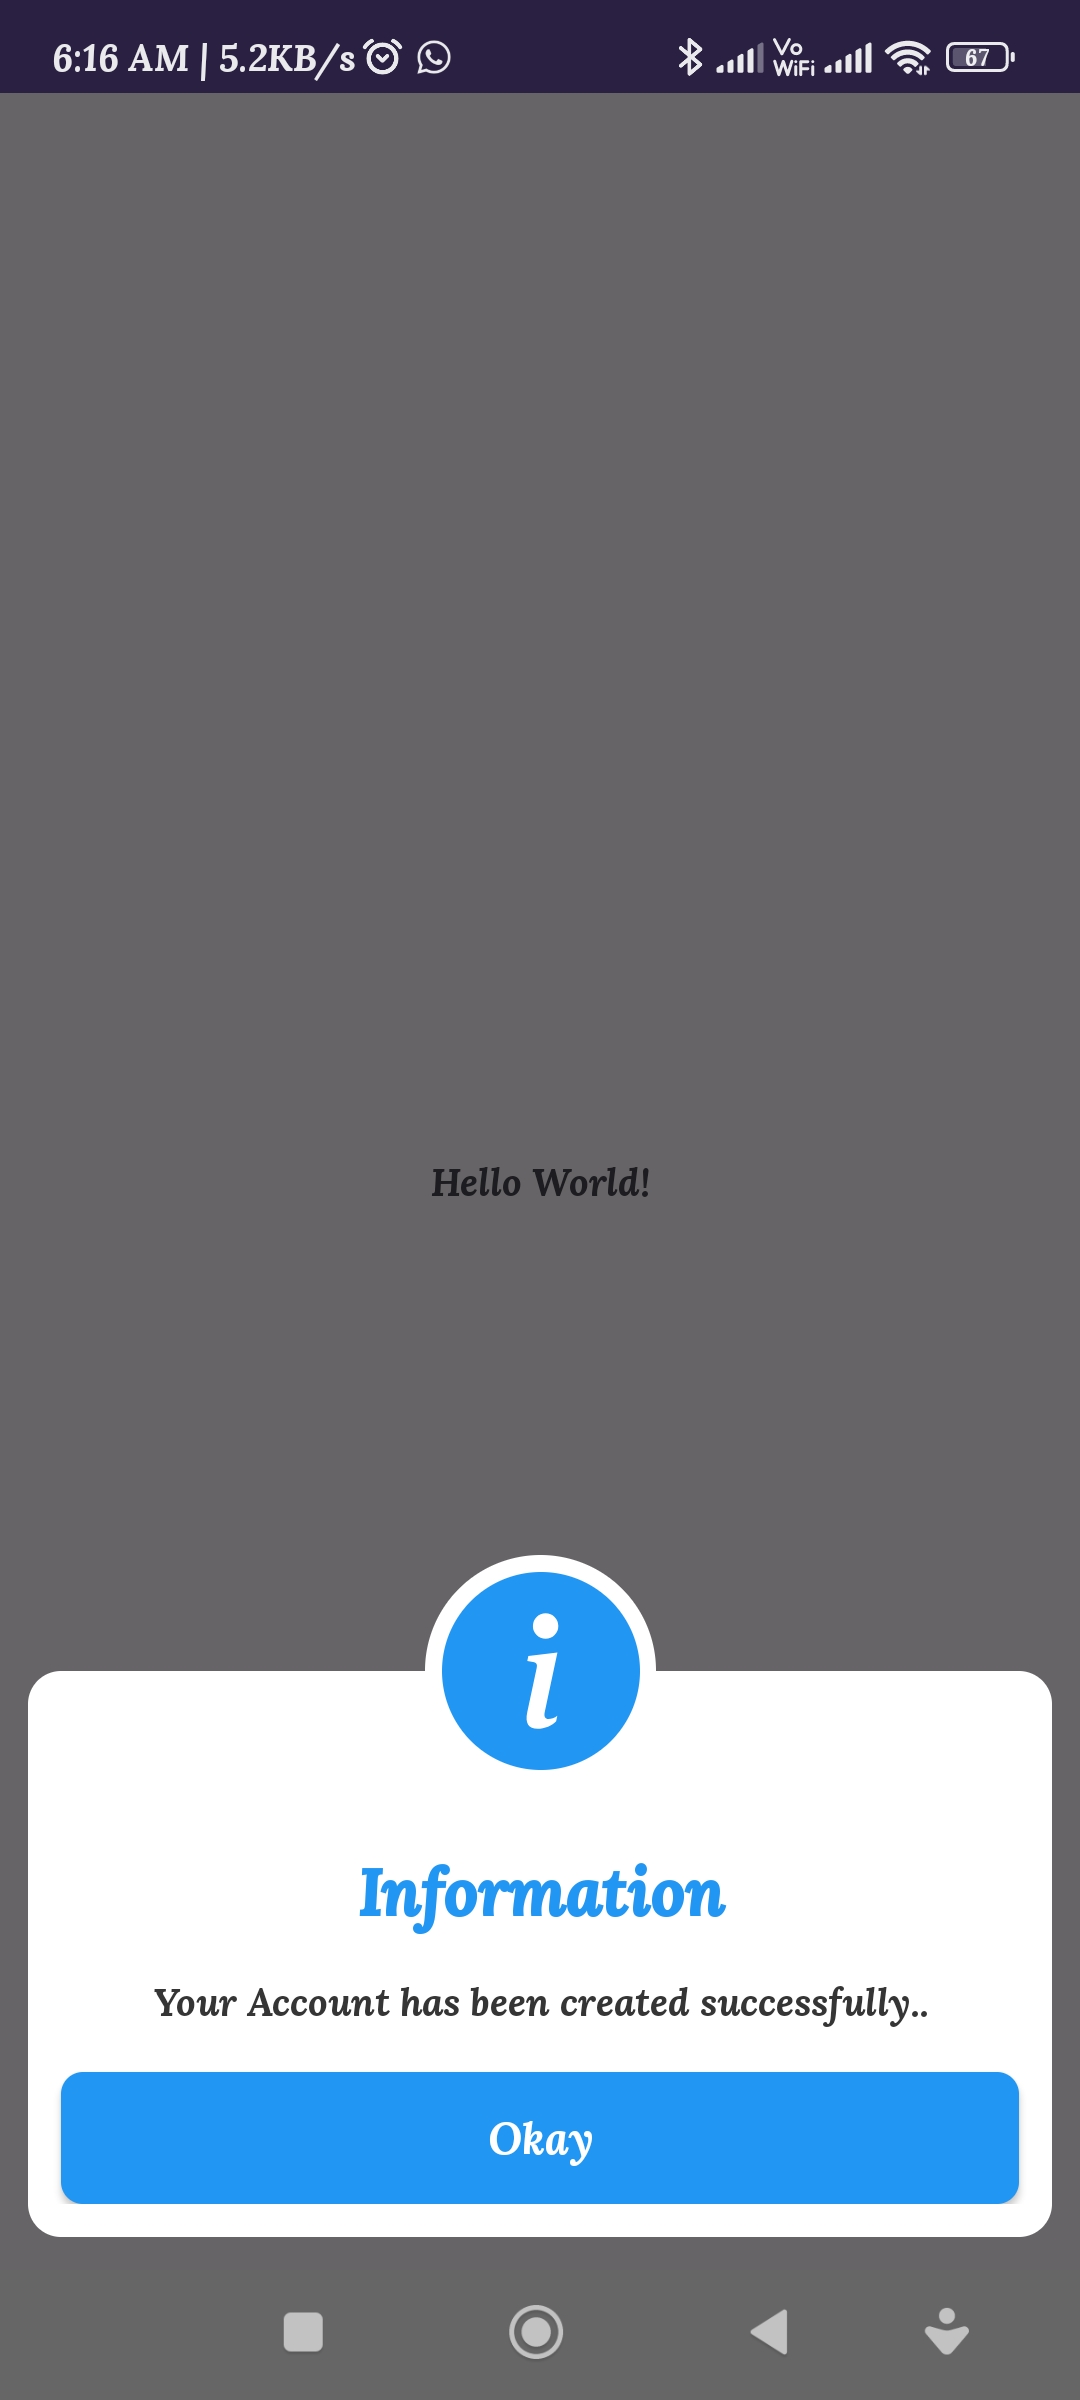 6:16 AM | 5.2KB/s Vo WiFi 67
Hello World!
i
Information
Your Account has been created successfully..
Okay